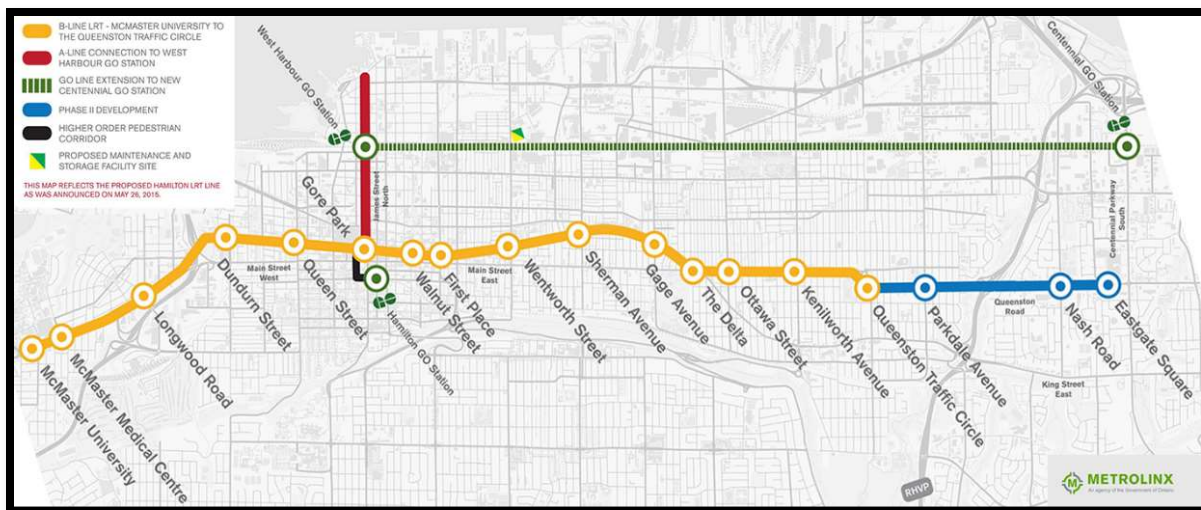 B-LINE LRT - MCMASTER UNIVERSITY TO
THE QUEENSTON TRAFFIC CIRCLE
A-LINE CONNECTION TO WEST
HARBOUR GO STATION
GO LINE EXTENSION TO NEW
CENTENNIAL GO STATION
PHASE II DEVELOPMENT
HIGHER ORDER PEDESTRIAN
CORRIDOR
PROPOSED MAINTENANCE AND
STORAGE FACILITY SITE
THIS MAP REFLECTS THE PROPOSED HAMILTON LRT LINE
AS WAS ANNOUNCED ON MAY 26, 2015.
West Harbour GO Station
Centennial GO Station
James Street
North
Centennial Parkway
South
Gore Park
Main Street
West
Main Street
East
Queenston
Road
King Street
East
McMaster University
McMaster Medical Centre
Longwood Road
Dundurn Street
Queen Street
Hamilton GO Station
Walnut Street
First Place
Wentworth Street
Sherman Avenue
Gage Avenue
The Delta
Ottawa Street
Kenilworth Avenue
Queenston Traffic Circle
Parkdale Avenue
Nash Road
Eastgate Square
RHVP
METROLINX
An agency of the Government of Ontario